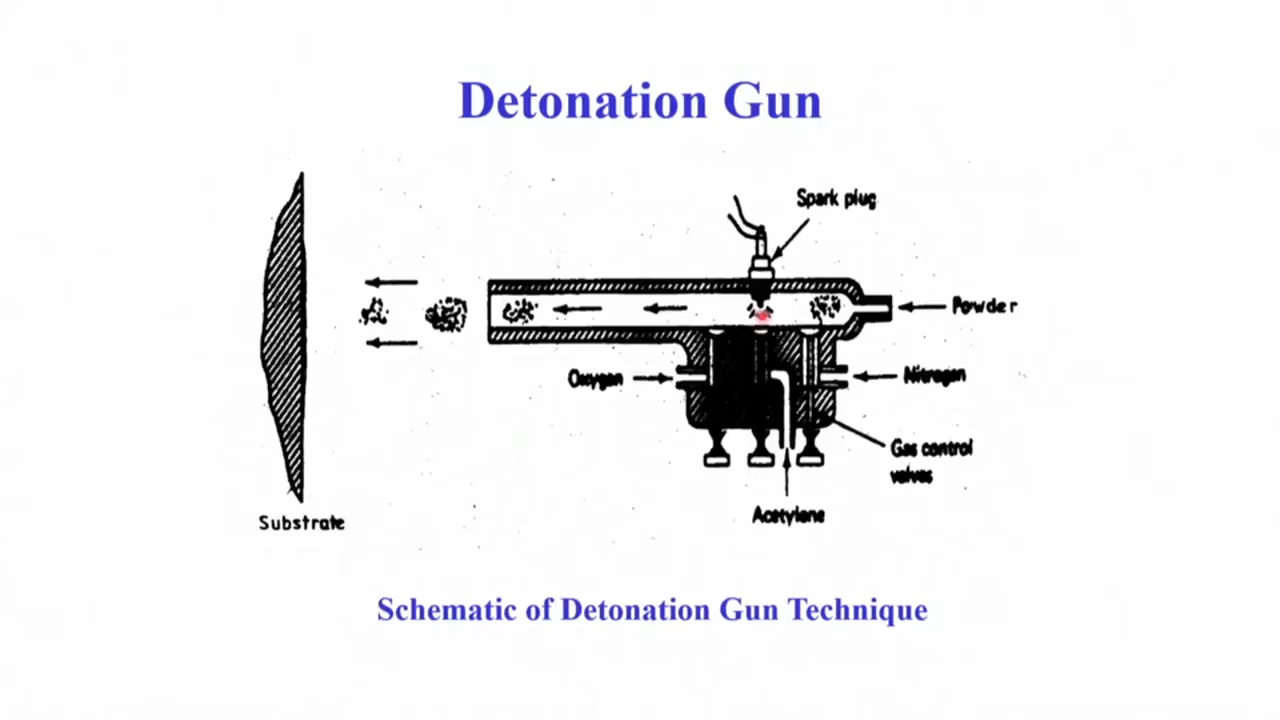 Detonation Gun
Spark plug
Powder
Oxygen
Nitrogen
Gas control
valves
Acetylene
Substrate
Schematic of Detonation Gun Technique